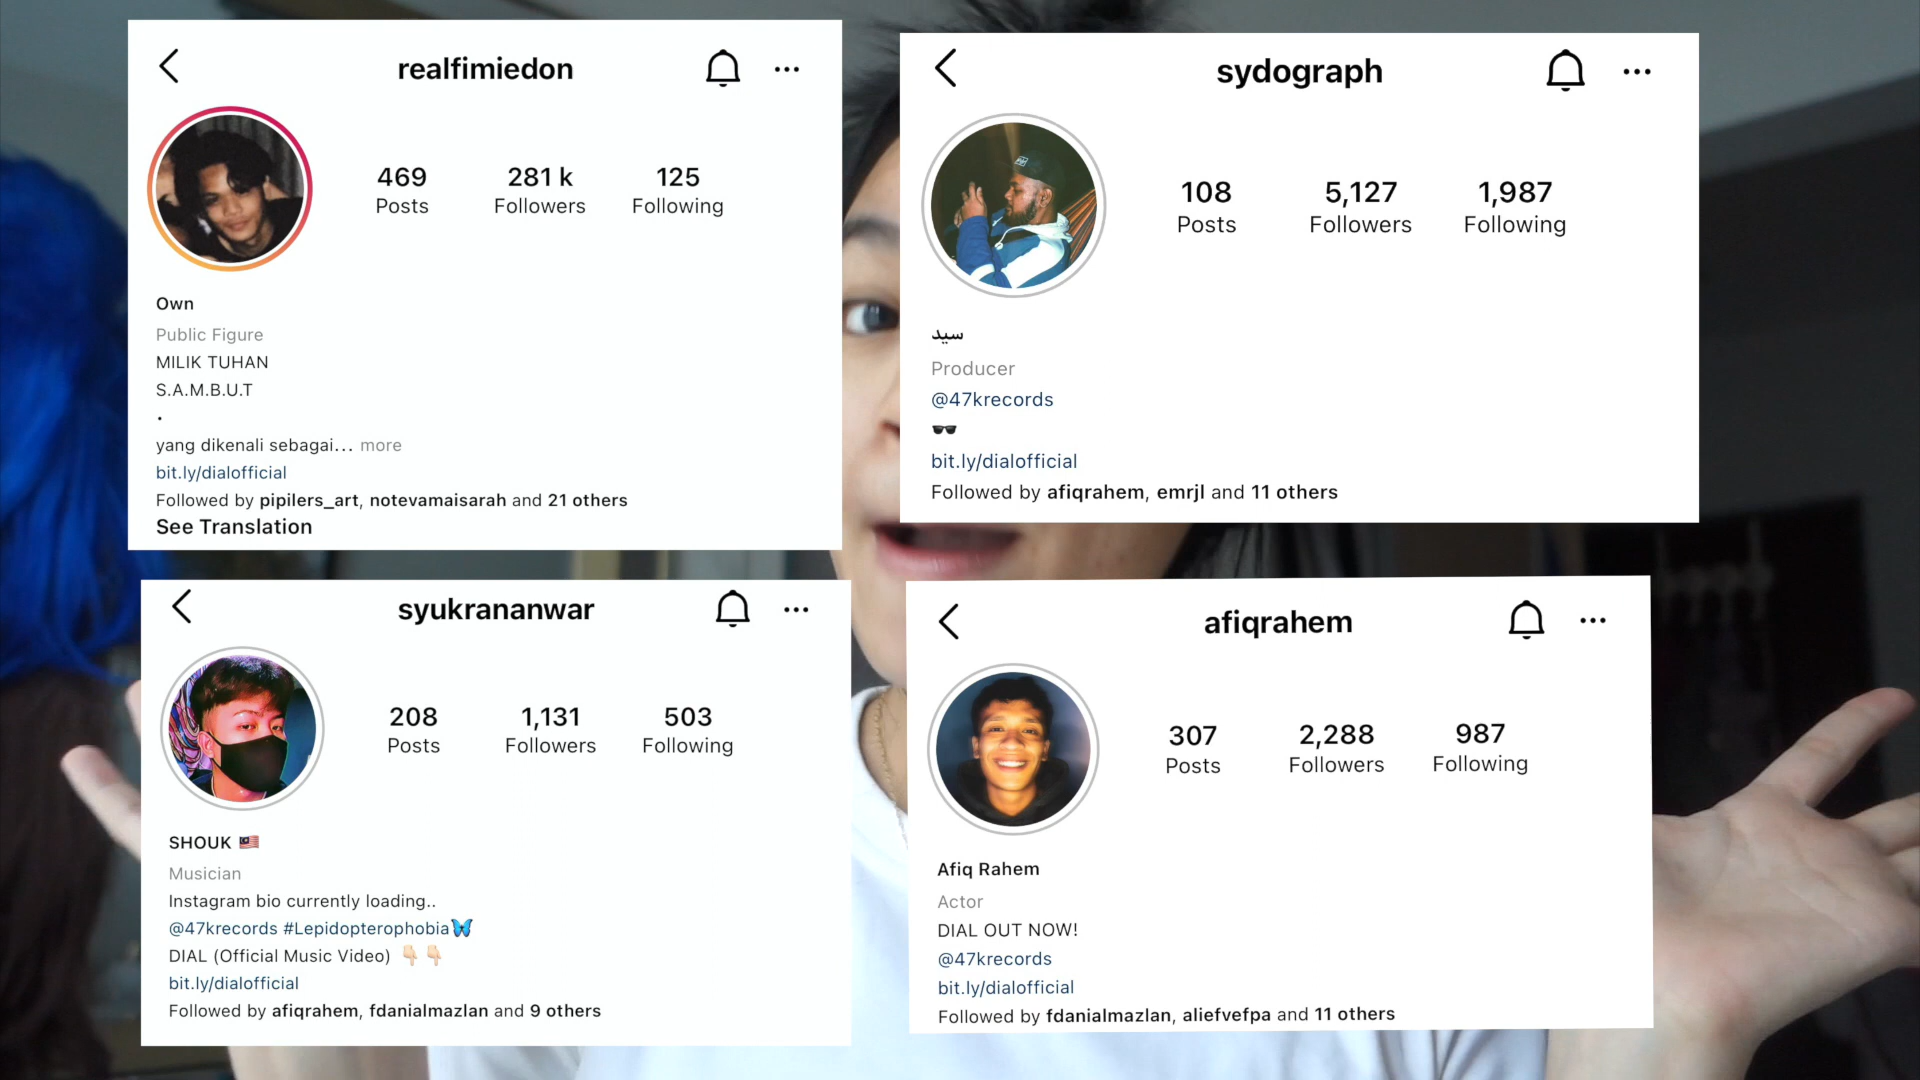 realfimiedon
469 281 k 125
Posts Followers Following
Own
Public Figure
MILIK TUHAN
S.A.M.B.U.T
.
yang dikenali sebagai... more
bit.ly/dialofficial
Followed by pipilers_art, notevamaisarah and 21 others
See Translation
sydograph
108 5,127 1,987
Posts Followers Following
سيد
Producer
@47krecords
🕶️
bit.ly/dialofficial
Followed by afiqrahem, emrjl and 11 others
syukrananwar
208 1,131 503
Posts Followers Following
SHOUK 🇲🇾
Musician
Instagram bio currently loading..
@47krecords #Lepidopterophobia🦋
DIAL (Official Music Video) 👇🏻👇🏻
bit.ly/dialofficial
Followed by afiqrahem, fdanialmazlan and 9 others
afiqrahem
307 2,288 987
Posts Followers Following
Afiq Rahem
Actor
DIAL OUT NOW!
@47krecords
bit.ly/dialofficial
Followed by fdanialmazlan, aliefvefpa and 11 others